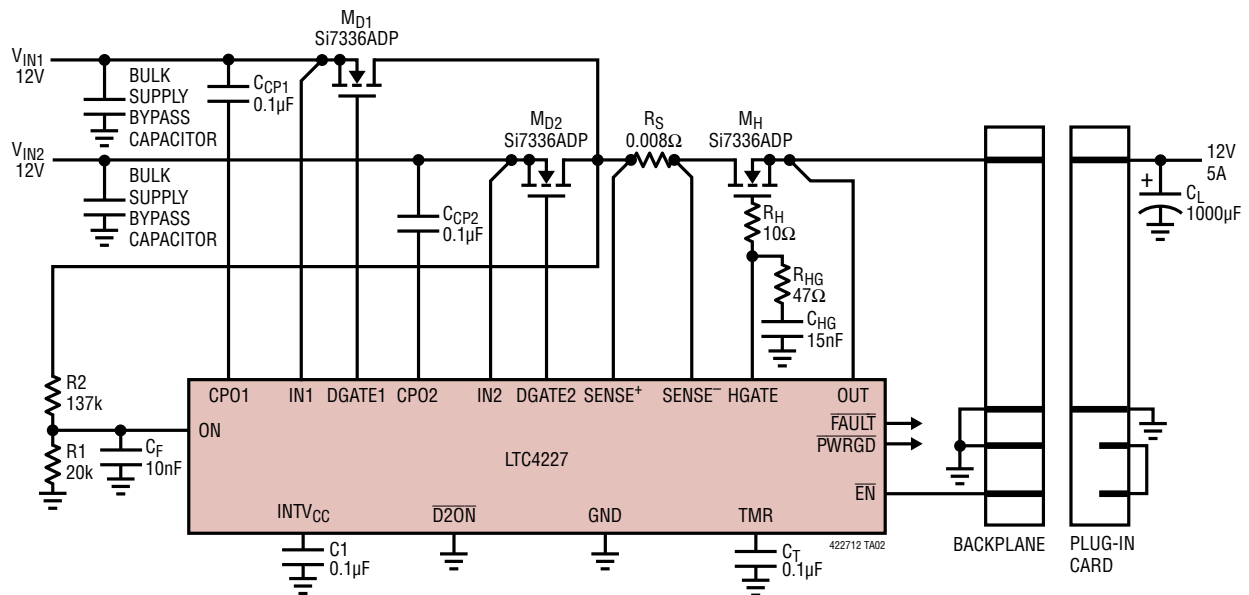 MD1
Si7336ADP
VIN1
12V
BULK
SUPPLY
BYPASS
CAPACITOR
CCP1
0.1µF
MD2
Si7336ADP
RS
0.008Ω
MH
Si7336ADP
VIN2
12V
BULK
SUPPLY
BYPASS
CAPACITOR
CCP2
0.1µF
RH
10Ω
RHG
47Ω
CHG
15nF
12V
5A
+
CL
1000µF
R2
137k
R1
20k
CF
10nF
CPO1 IN1 DGATE1 CPO2 IN2 DGATE2 SENSE+ SENSE− HGATE OUT
ON
FAULT
PWRGD
LTC4227
EN
INTVCC D2ON GND TMR
422712 TA02
C1
0.1µF
CT
0.1µF
BACKPLANE
PLUG-IN
CARD